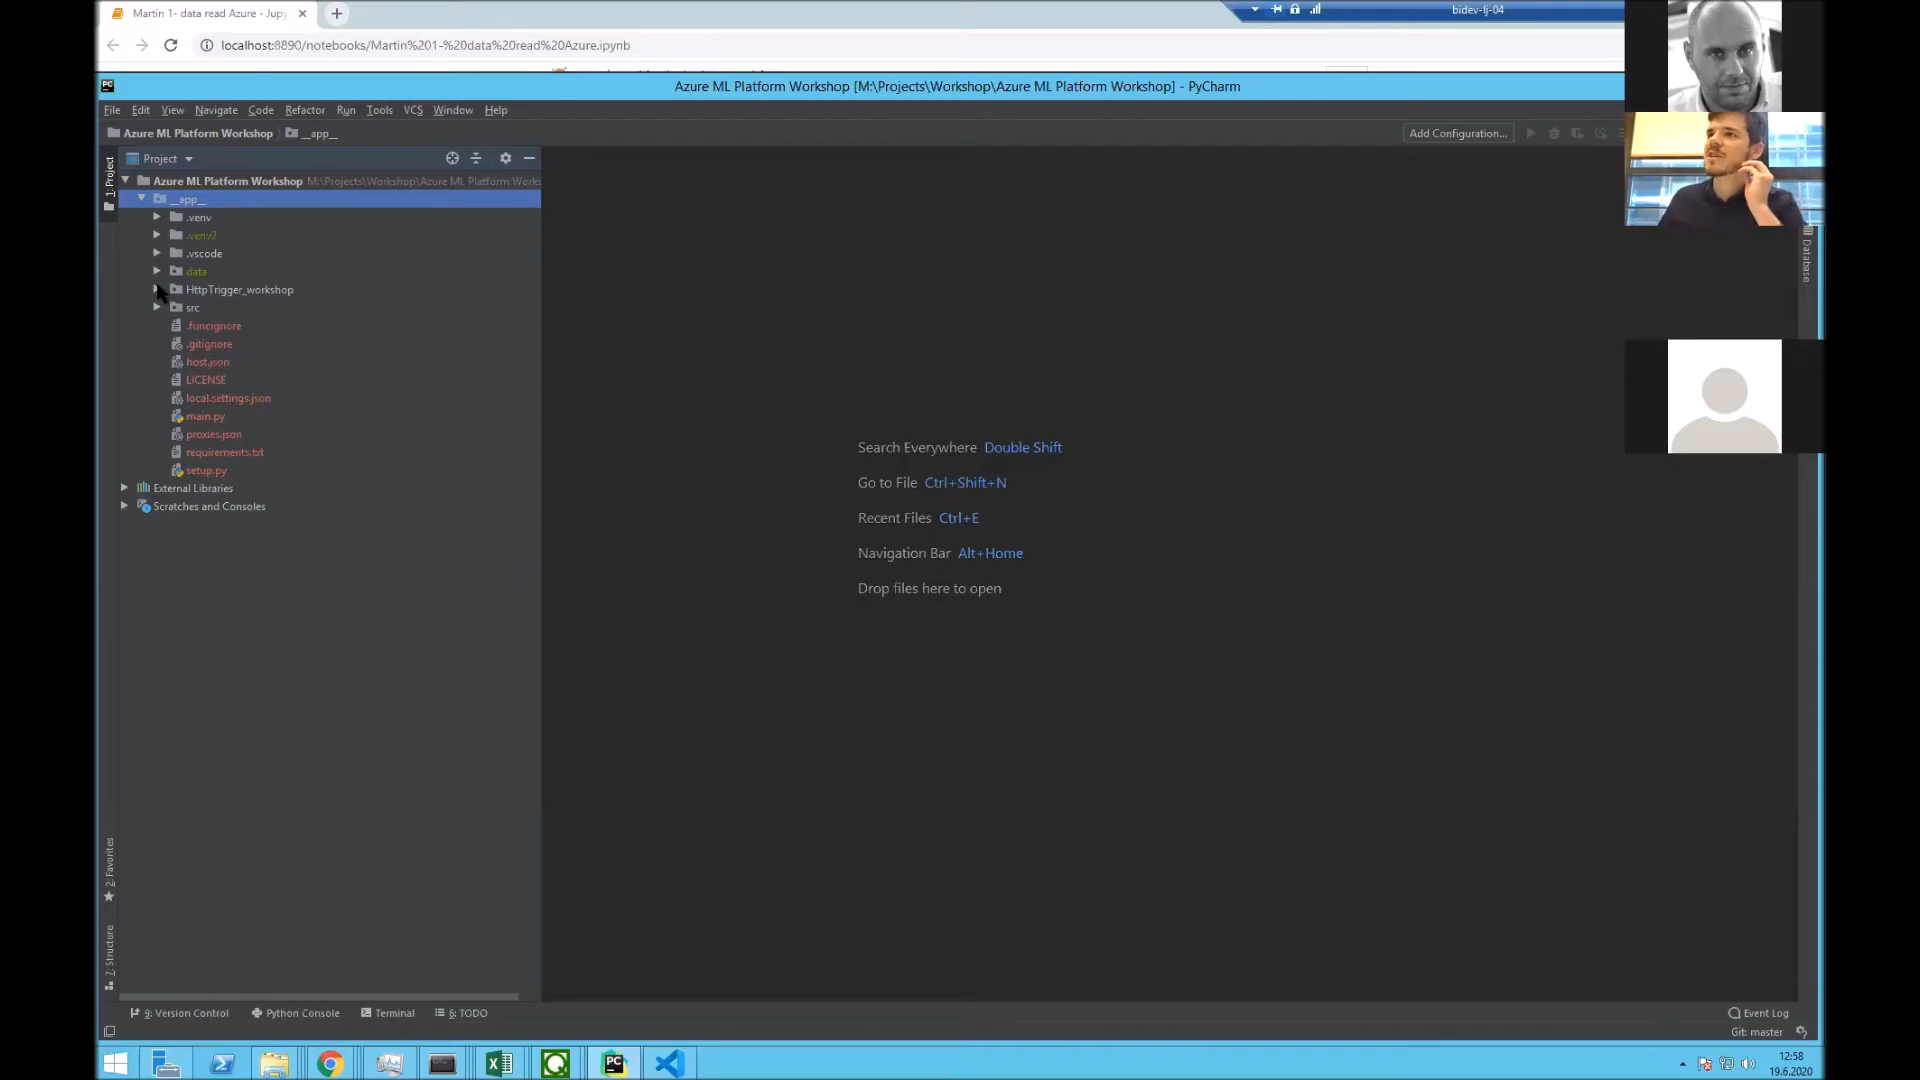 Martin 1- data read Azure - Jupy
bidev-lj-04
localhost:8890/notebooks/Martin%201-%20data%20read%20Azure.ipynb
PC
Azure ML Platform Workshop [M:\Projects\Workshop\Azure ML Platform Workshop] - PyCharm
File Edit View Navigate Code Refactor Run Tools VCS Window Help
Azure ML Platform Workshop __app__
Add Configuration...
Project
1: Project
Azure ML Platform Workshop M:\Projects\Workshop\Azure ML Platform Works
__app__
.venv
.venv2
.vscode
data
HttpTrigger_workshop
src
.funcignore
.gitignore
host.json
LICENSE
local.settings.json
main.py
proxies.json
requirements.txt
setup.py
External Libraries
Scratches and Consoles
Database
Search Everywhere Double Shift
Go to File Ctrl+Shift+N
Recent Files Ctrl+E
Navigation Bar Alt+Home
Drop files here to open
2: Favorites
7: Structure
9: Version Control Python Console Terminal 6: TODO
Event Log
Git: master
PC
12:58
19.6.2020